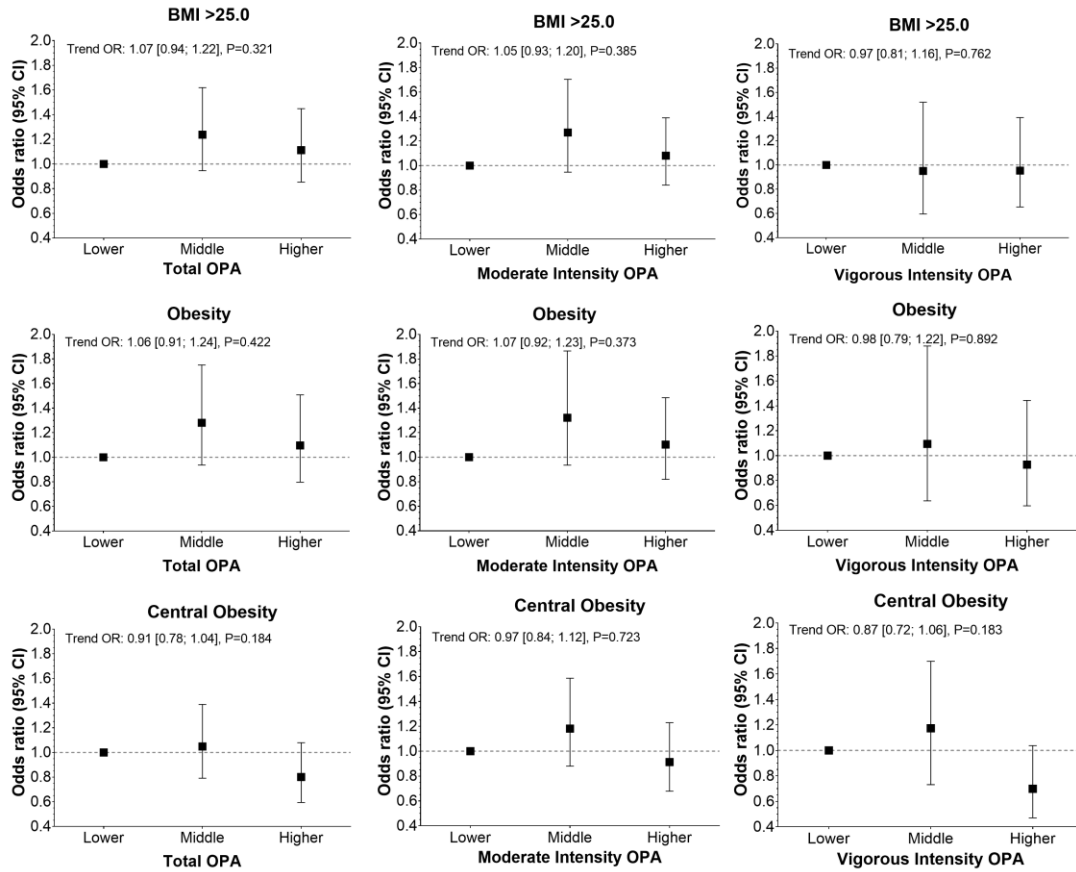 BMI >25.0
Trend OR: 1.07 [0.94; 1.22], P=0.321
Odds ratio (95% CI)
2.0
1.8
1.6
1.4
1.2
1.0
0.8
0.6
0.4
Lower Middle Higher
Total OPA
BMI >25.0
Trend OR: 1.05 [0.93; 1.20], P=0.385
Odds ratio (95% CI)
2.0
1.8
1.6
1.4
1.2
1.0
0.8
0.6
0.4
Lower Middle Higher
Moderate Intensity OPA
BMI >25.0
Trend OR: 0.97 [0.81; 1.16], P=0.762
Odds ratio (95% CI)
2.0
1.8
1.6
1.4
1.2
1.0
0.8
0.6
0.4
Lower Middle Higher
Vigorous Intensity OPA
Obesity
Trend OR: 1.06 [0.91; 1.24], P=0.422
Odds ratio (95% CI)
2.0
1.8
1.6
1.4
1.2
1.0
0.8
0.6
0.4
Lower Middle Higher
Total OPA
Obesity
Trend OR: 1.07 [0.92; 1.23], P=0.373
Odds ratio (95% CI)
2.0
1.8
1.6
1.4
1.2
1.0
0.8
0.6
0.4
Lower Middle Higher
Moderate Intensity OPA
Obesity
Trend OR: 0.98 [0.79; 1.22], P=0.892
Odds ratio (95% CI)
2.0
1.8
1.6
1.4
1.2
1.0
0.8
0.6
0.4
Lower Middle Higher
Vigorous Intensity OPA
Central Obesity
Trend OR: 0.91 [0.78; 1.04], P=0.184
Odds ratio (95% CI)
2.0
1.8
1.6
1.4
1.2
1.0
0.8
0.6
0.4
Lower Middle Higher
Total OPA
Central Obesity
Trend OR: 0.97 [0.84; 1.12], P=0.723
Odds ratio (95% CI)
2.0
1.8
1.6
1.4
1.2
1.0
0.8
0.6
0.4
Lower Middle Higher
Moderate Intensity OPA
Central Obesity
Trend OR: 0.87 [0.72; 1.06], P=0.183
Odds ratio (95% CI)
2.0
1.8
1.6
1.4
1.2
1.0
0.8
0.6
0.4
Lower Middle Higher
Vigorous Intensity OPA